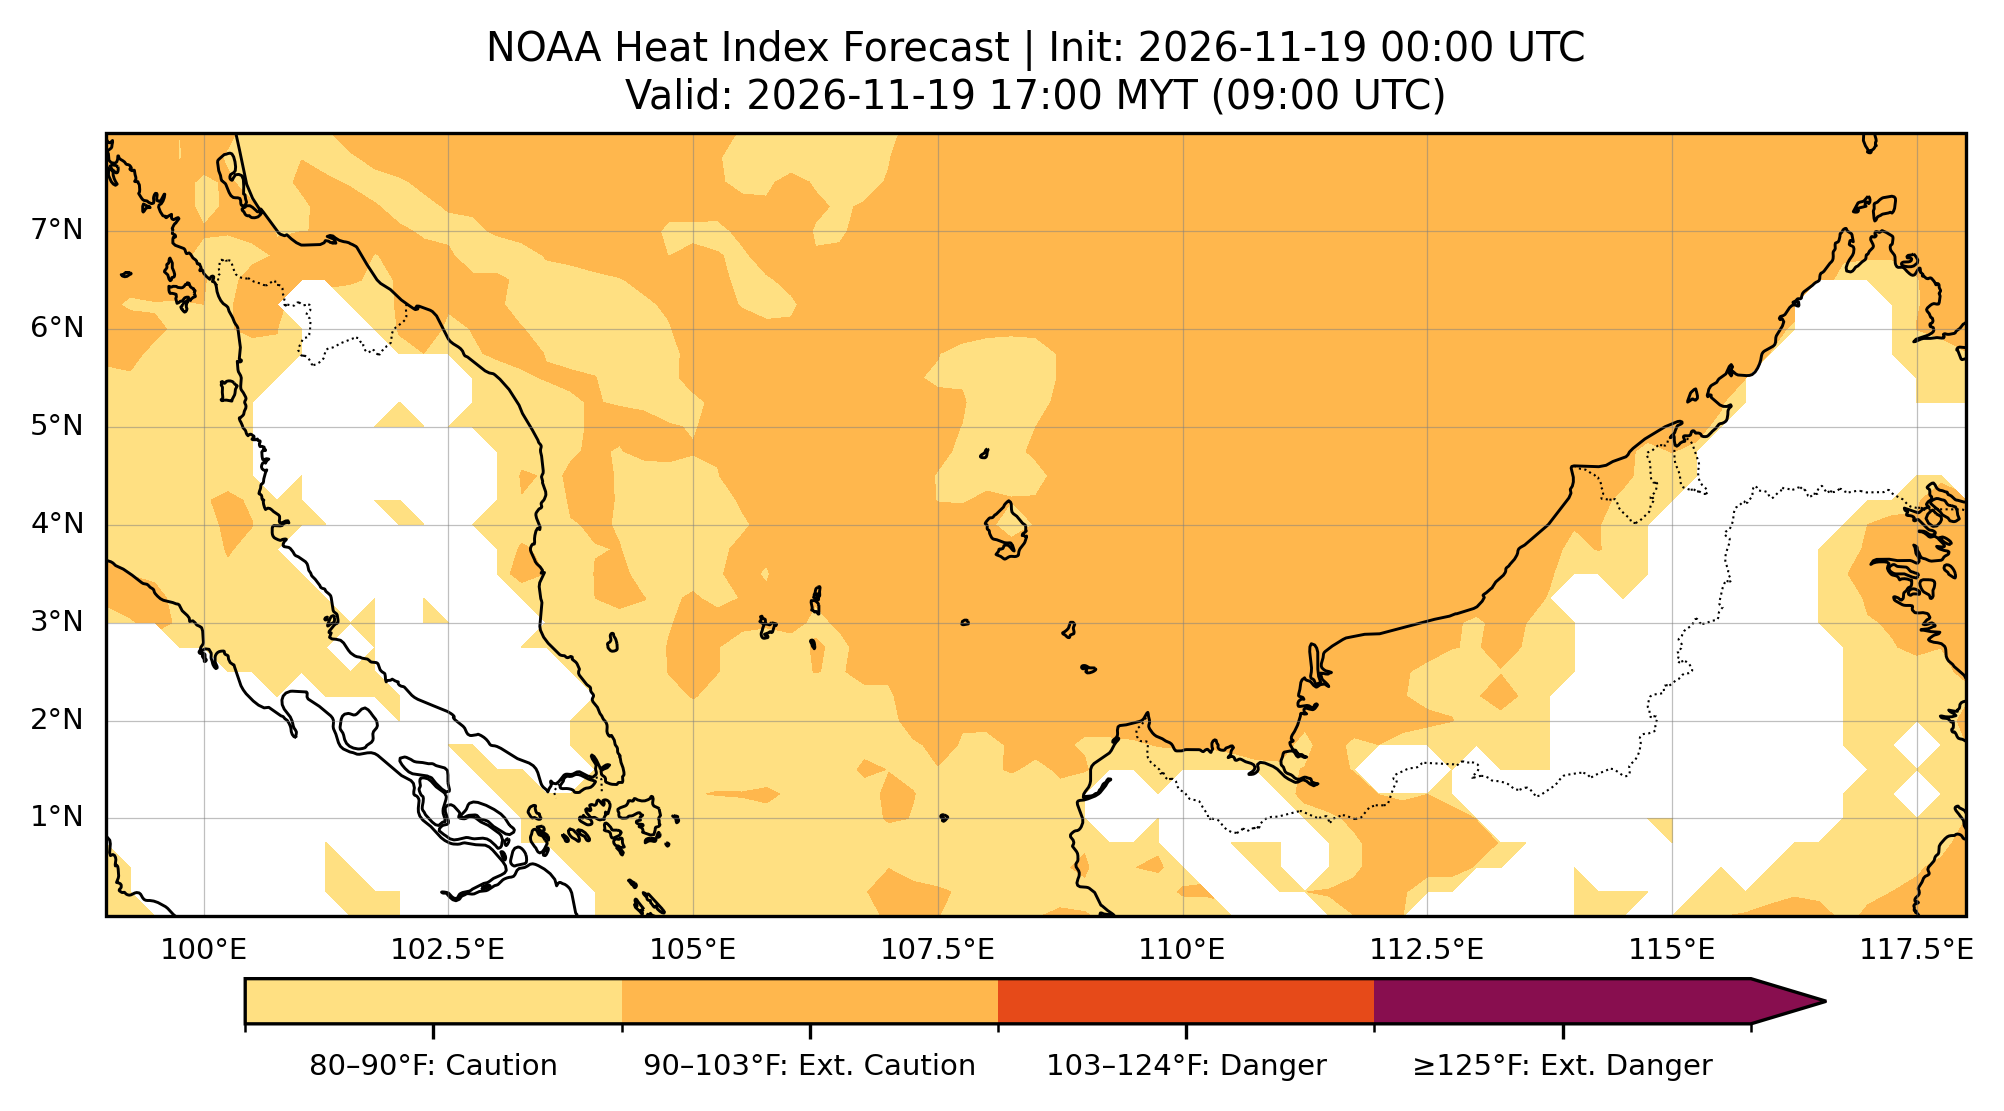 NOAA Heat Index Forecast | Init: 2026-11-19 00:00 UTC
Valid: 2026-11-19 17:00 MYT (09:00 UTC)
7°N
6°N
5°N
4°N
3°N
2°N
1°N
100°E
102.5°E
105°E
107.5°E
110°E
112.5°E
115°E
117.5°E
80–90°F: Caution
90–103°F: Ext. Caution
103–124°F: Danger
≥125°F: Ext. Danger